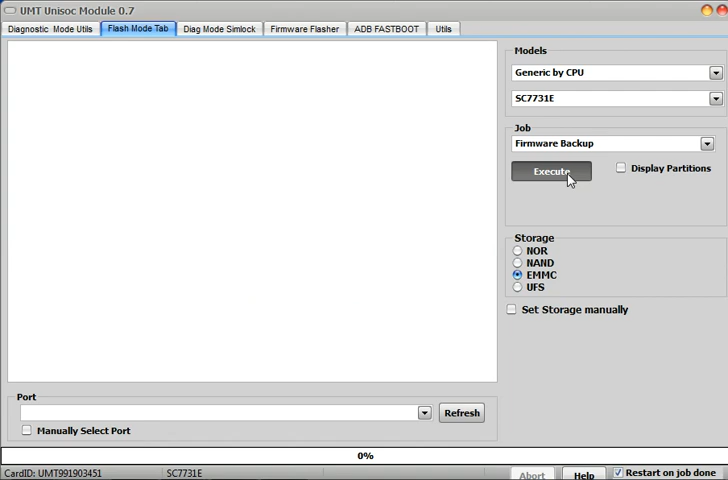 UMT Unisoc Module 0.7
Diagnostic Mode Utils
Flash Mode Tab
Diag Mode Simlock
Firmware Flasher
ADB FASTBOOT
Utils
Models
Generic by CPU
SC7731E
Job
Firmware Backup
Execute
Display Partitions
Storage
NOR
NAND
EMMC
UFS
Set Storage manually
Port
Refresh
Manually Select Port
0%
CardID: UMT991903451
SC7731E
Abort
Help
Restart on job done